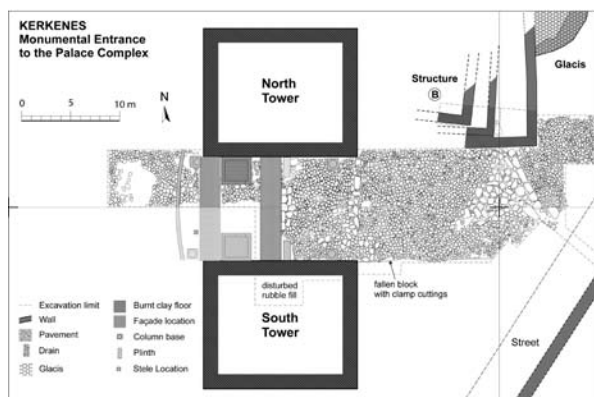 KERKENES
Monumental Entrance
to the Palace Complex
0 5 10 m
N
North
Tower
Structure
B
Glacis
disturbed
rubble fill
fallen block
with clamp cuttings
South
Tower
Street
Excavation limit
Wall
Pavement
Drain
Glacis
Burnt clay floor
Façade location
Column base
Plinth
Stele Location